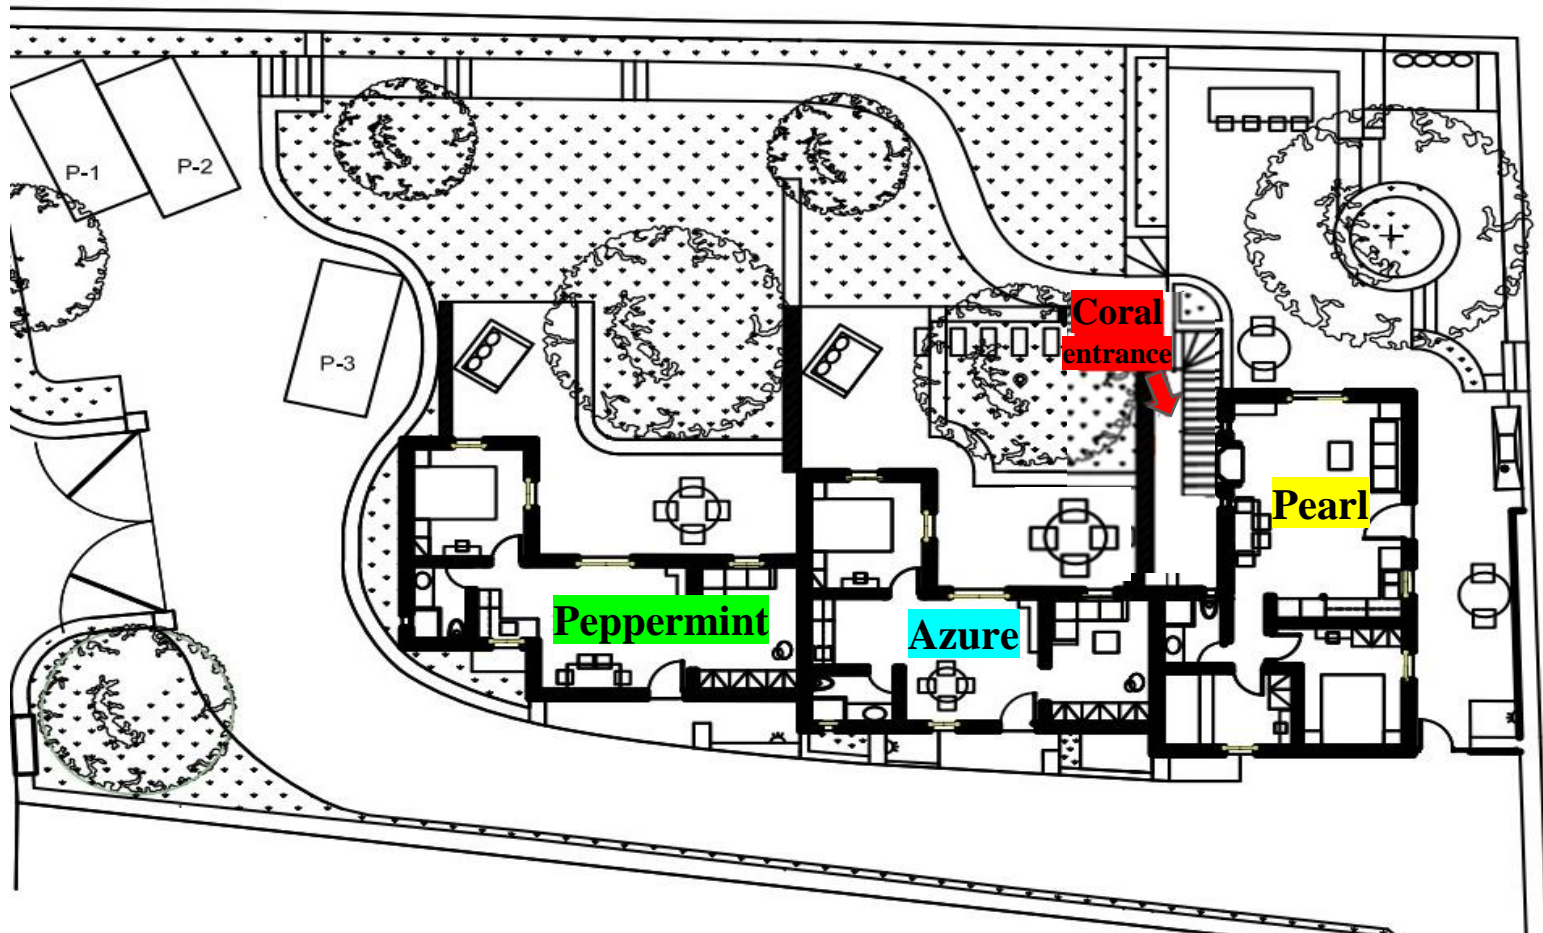 P-1
P-2
P-3
Coral
entrance
Pearl
Peppermint
Azure